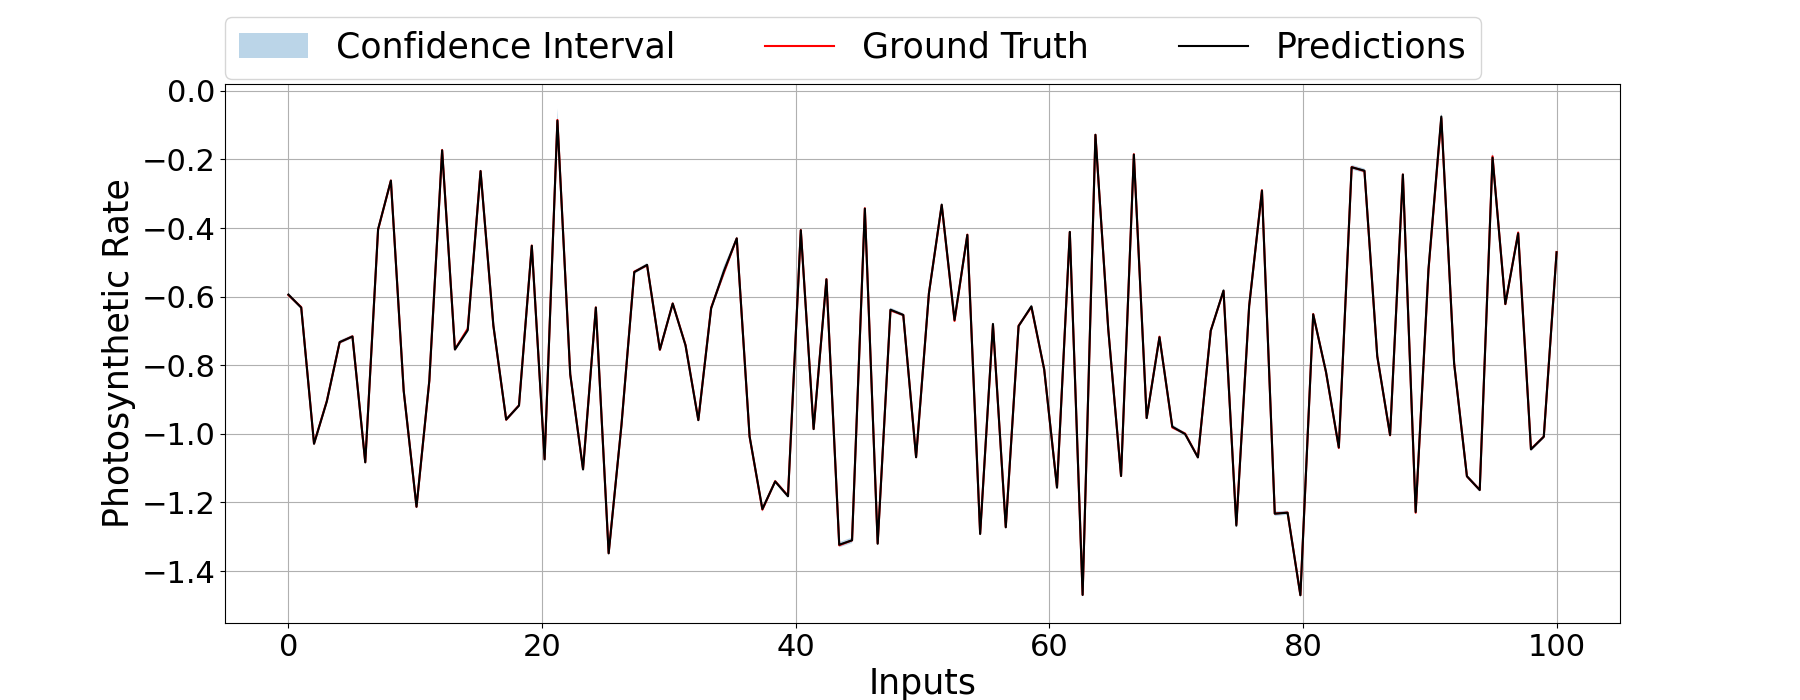 Confidence Interval Ground Truth Predictions
0.0
−0.2
−0.4
−0.6
−0.8
−1.0
−1.2
−1.4
Photosynthetic Rate
0 20 40 60 80 100
Inputs